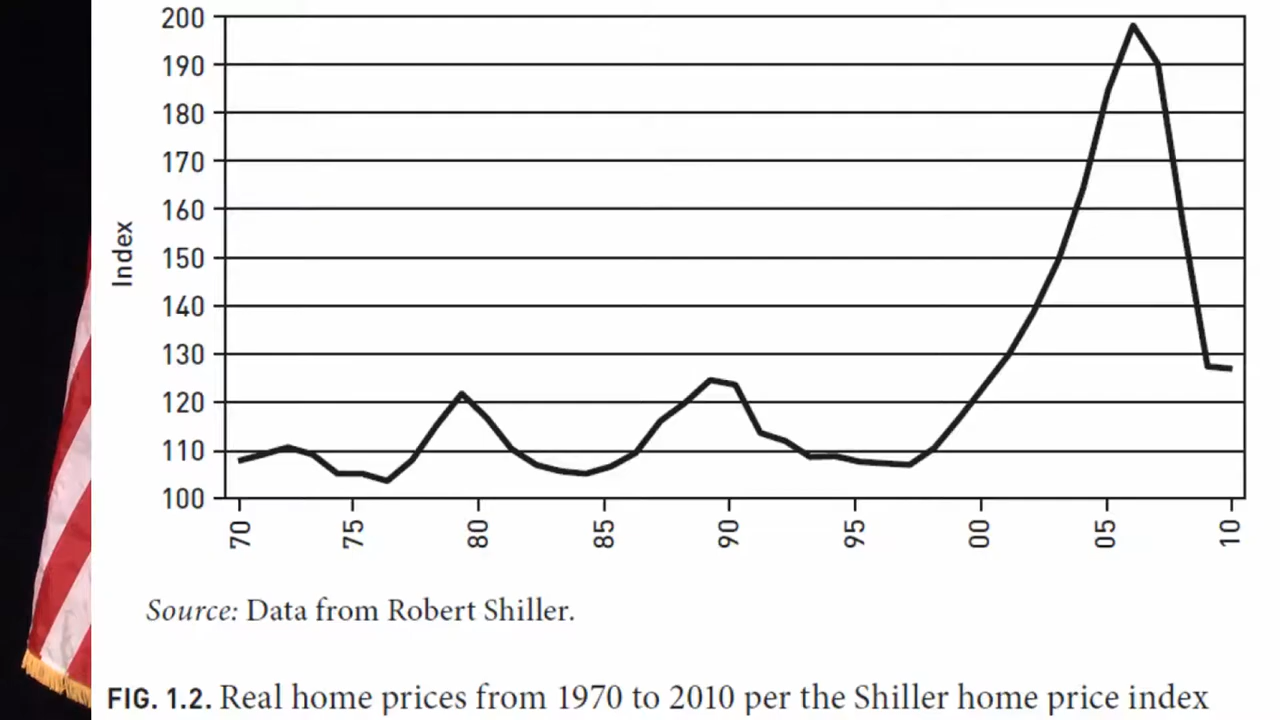 200
190
180
170
160
150
140
130
120
110
100
Index
70 75 80 85 90 95 00 05 10
Source: Data from Robert Shiller.
FIG. 1.2. Real home prices from 1970 to 2010 per the Shiller home price index